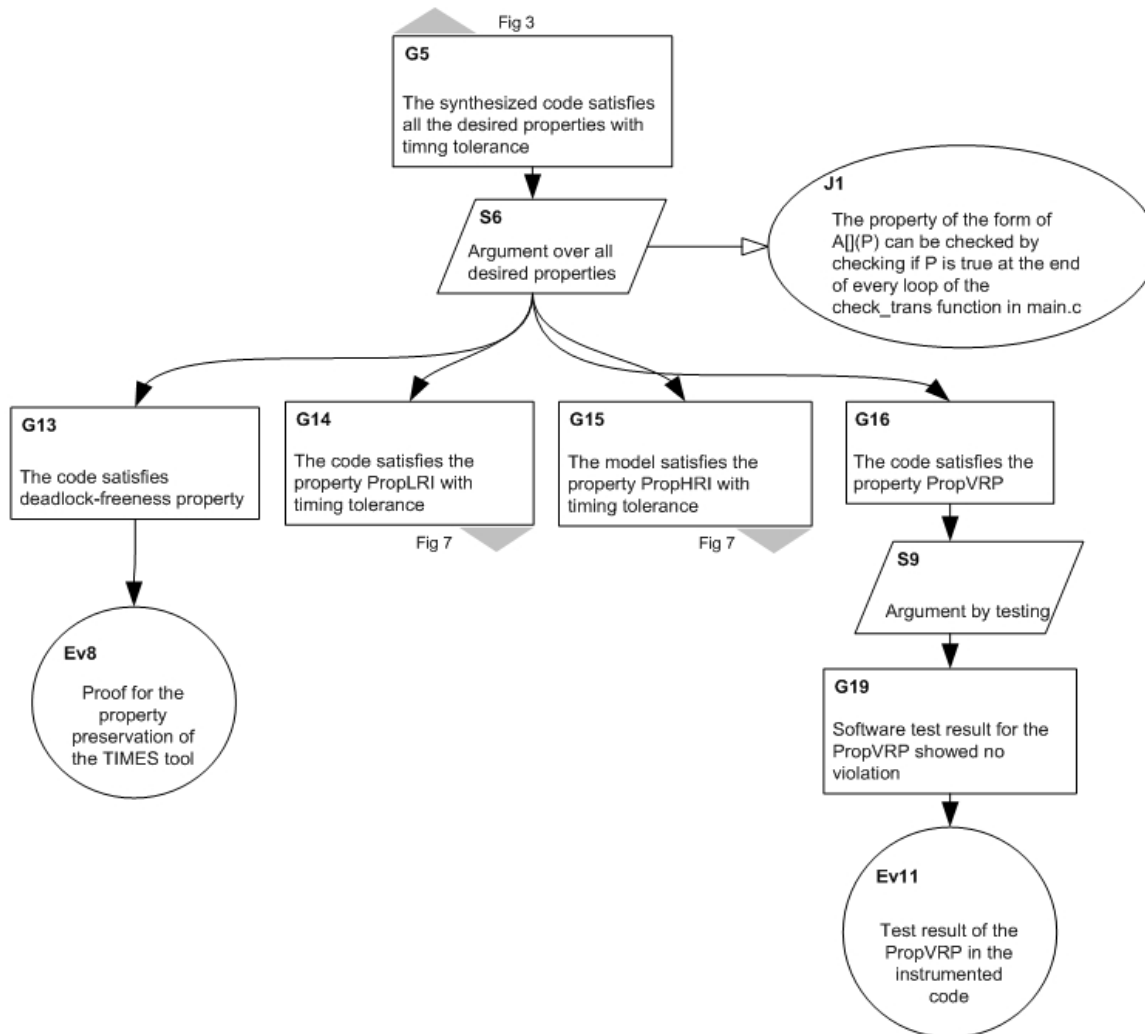 Fig 3
G5
The synthesized code satisfies
all the desired properties with
timng tolerance
S6
Argument over all
desired properties
J1
The property of the form of
A[](P) can be checked by
checking if P is true at the end
of every loop of the
check_trans function in main.c
G13
The code satisfies
deadlock-freeness property
G14
The code satisfies the
property PropLRI with
timing tolerance
Fig 7
G15
The model satisfies the
property PropHRI with
timing tolerance
Fig 7
G16
The code satisfies the
property PropVRP
S9
Argument by testing
Ev8
Proof for the
property
preservation of
the TIMES tool
G19
Software test result for the
PropVRP showed no
violation
Ev11
Test result of the
PropVRP in the
instrumented
code